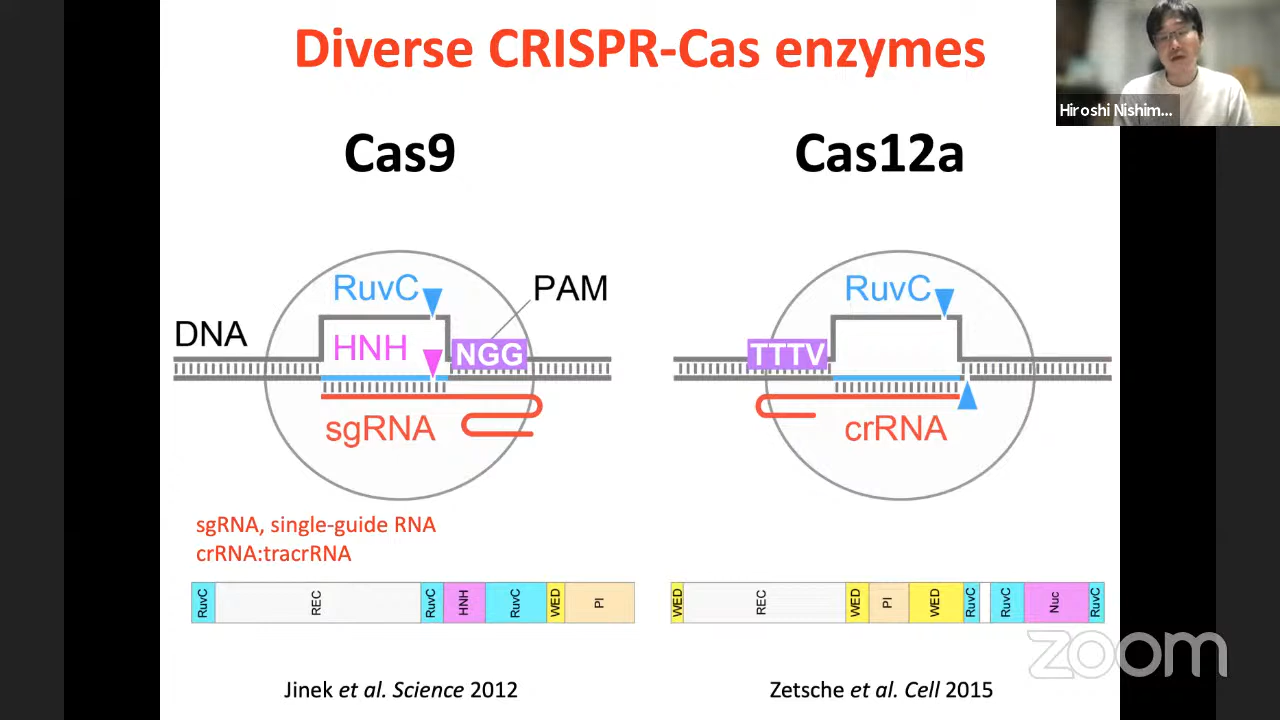 Diverse CRISPR-Cas enzymes
Hiroshi Nishim...
Cas9
Cas12a
RuvC
PAM
DNA
HNH
NGG
sgRNA
RuvC
TTTV
crRNA
sgRNA, single-guide RNA
crRNA:tracrRNA
RuvC REC RuvC HNH RuvC WED PI
WED REC WED PI WED RuvC RuvC Nuc RuvC
zoom
Jinek et al. Science 2012
Zetsche et al. Cell 2015